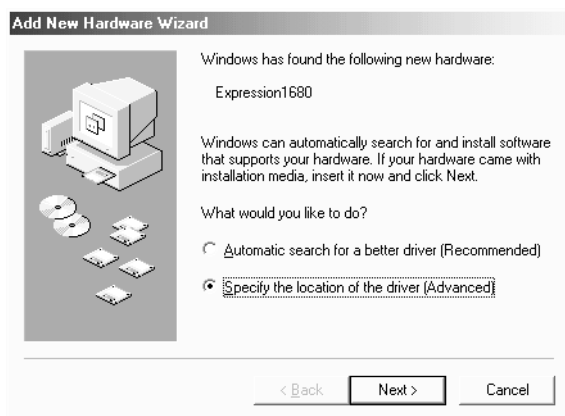 Add New Hardware Wizard
Windows has found the following new hardware:
Expression1680
Windows can automatically search for and install software
that supports your hardware. If your hardware came with
installation media, insert it now and click Next.
What would you like to do?
Automatic search for a better driver (Recommended)
Specify the location of the driver (Advanced)
< Back Next > Cancel